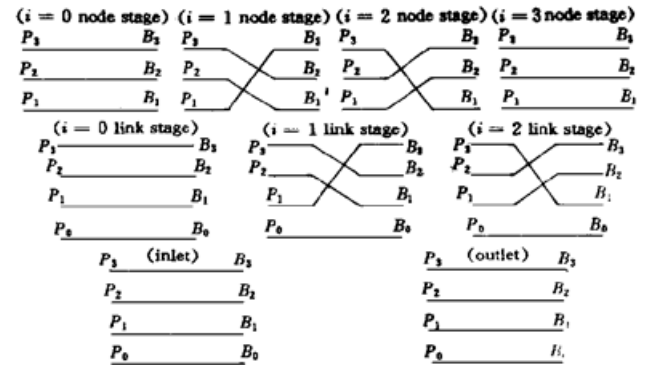 (i = 0 node stage) (i = 1 node stage) (i = 2 node stage) (i = 3 node stage)
P₃ B₃ P₃ B₃ P₃ B₃ P₃ B₃
P₂ B₂ P₂ B₂ P₂ B₂ P₂ B₂
P₁ B₁ P₁ B₁ P₁ B₁ P₁ B₁
(i = 0 link stage) (i = 1 link stage) (i = 2 link stage)
P₃ B₃ P₃ B₃ P₃ B₃
P₂ B₂ P₂ B₂ P₂ B₂
P₁ B₁ P₁ B₁ P₁ B₁
P₀ B₀ P₀ B₀ P₀ B₀
P₃ (inlet) B₃ P₃ (outlet) B₃
P₂ B₂ P₂ B₂
P₁ B₁ P₁ B₁
P₀ B₀ P₀